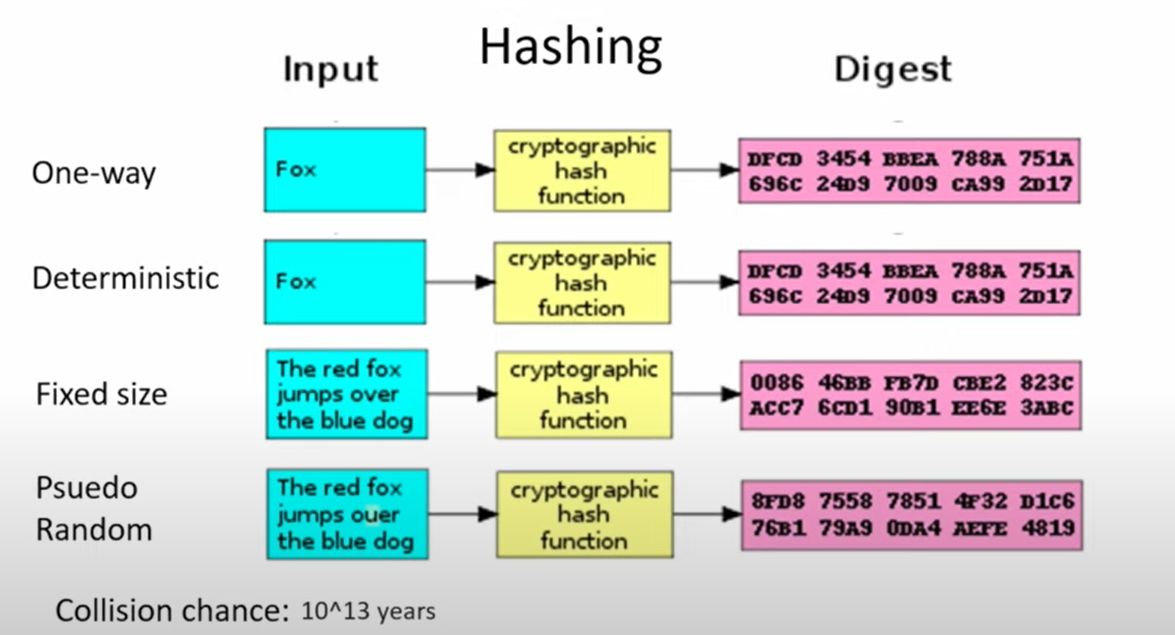 Hashing
Input
Digest
One-way
Fox
cryptographic
hash
function
DFCD 3454 BBEA 788A 751A
696C 24D9 7009 CA99 2D17
Deterministic
Fox
cryptographic
hash
function
DFCD 3454 BBEA 788A 751A
696C 24D9 7009 CA99 2D17
Fixed size
The red fox
jumps over
the blue dog
cryptographic
hash
function
0086 46BB FB7D CBE2 823C
ACC7 6CD1 90B1 EE6E 3ABC
Psuedo
Random
The red fox
jumps ouer
the blue dog
cryptographic
hash
function
8FD8 7558 7851 4F32 D1C6
76B1 79A9 0DA4 AEFE 4819
Collision chance: 10^13 years